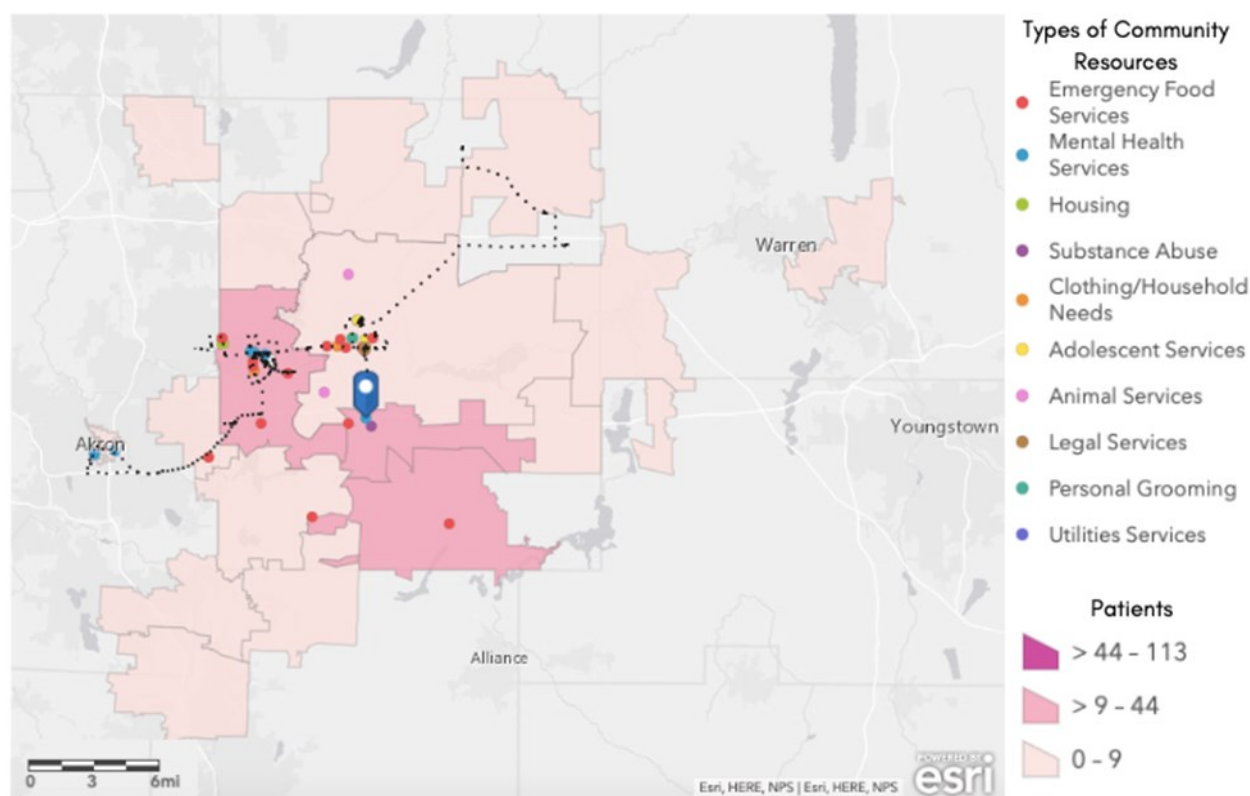 Types of Community
Resources
Emergency Food
Services
Mental Health
Services
Housing
Substance Abuse
Clothing/Household
Needs
Adolescent Services
Animal Services
Legal Services
Personal Grooming
Utilities Services
Patients
> 44 - 113
> 9 - 44
0 - 9
Warren
Youngstown
Akron
Alliance
0 3 6mi
POWERED BY
esri
Esri, HERE, NPS | Esri, HERE, NPS